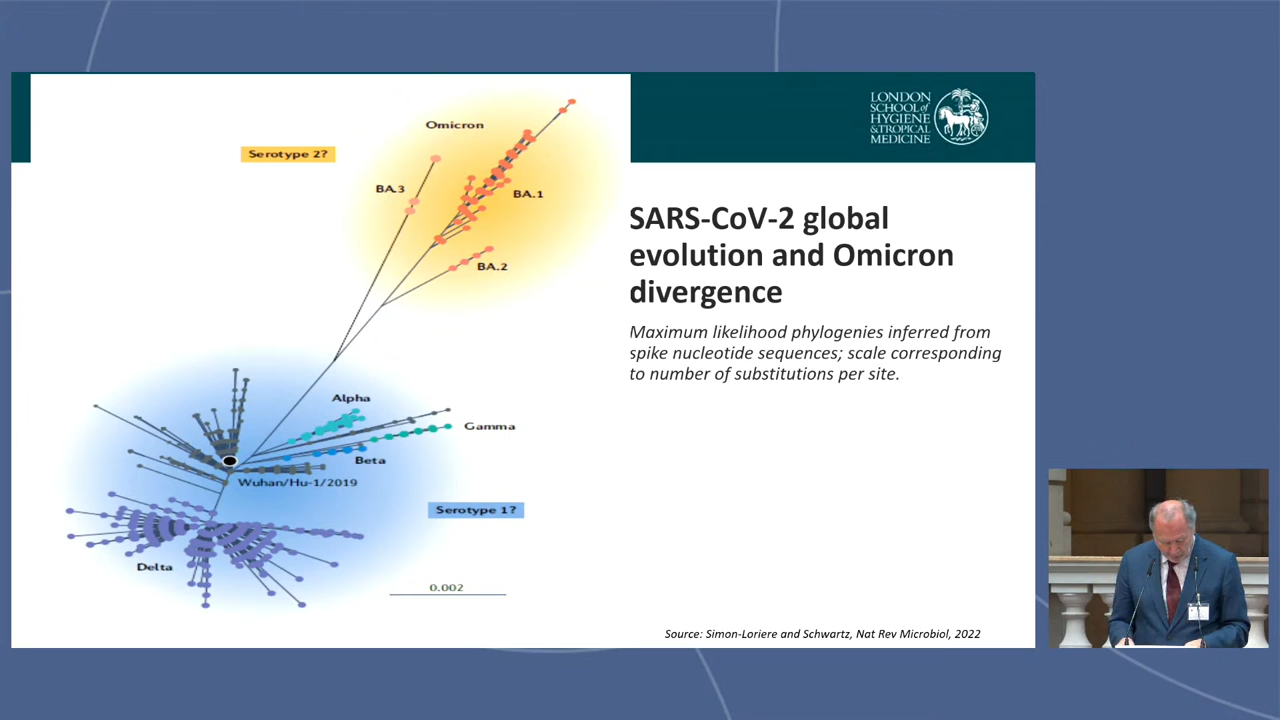 LONDON
SCHOOL of
HYGIENE
& TROPICAL
MEDICINE
Omicron
Serotype 2?
BA.3
BA.1
BA.2
SARS-CoV-2 global
evolution and Omicron
divergence
Maximum likelihood phylogenies inferred from
spike nucleotide sequences; scale corresponding
to number of substitutions per site.
Alpha
Gamma
Beta
Wuhan/Hu-1/2019
Serotype 1?
Delta
0.002
Source: Simon-Loriere and Schwartz, Nat Rev Microbiol, 2022